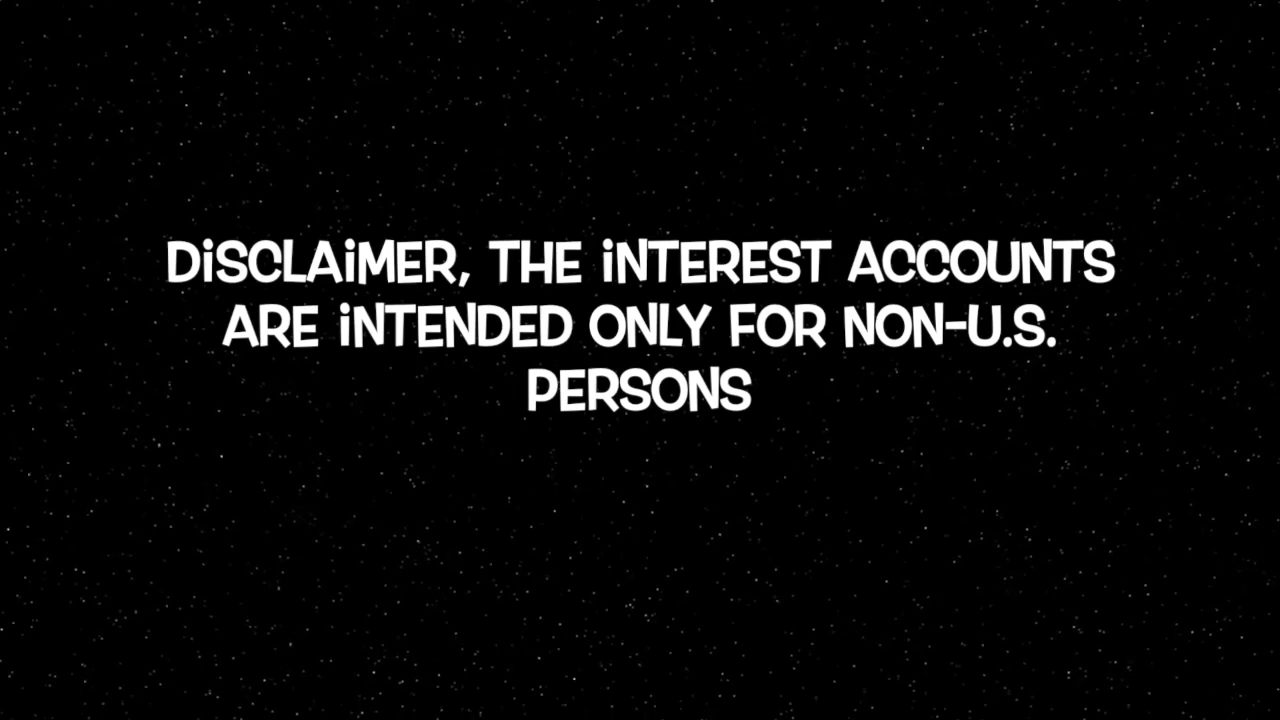 DiSCLAiMER, THE iNTEREST ACCOUNTS
ARE iNTENDED ONLY FOR NON-U.S.
PERSONS